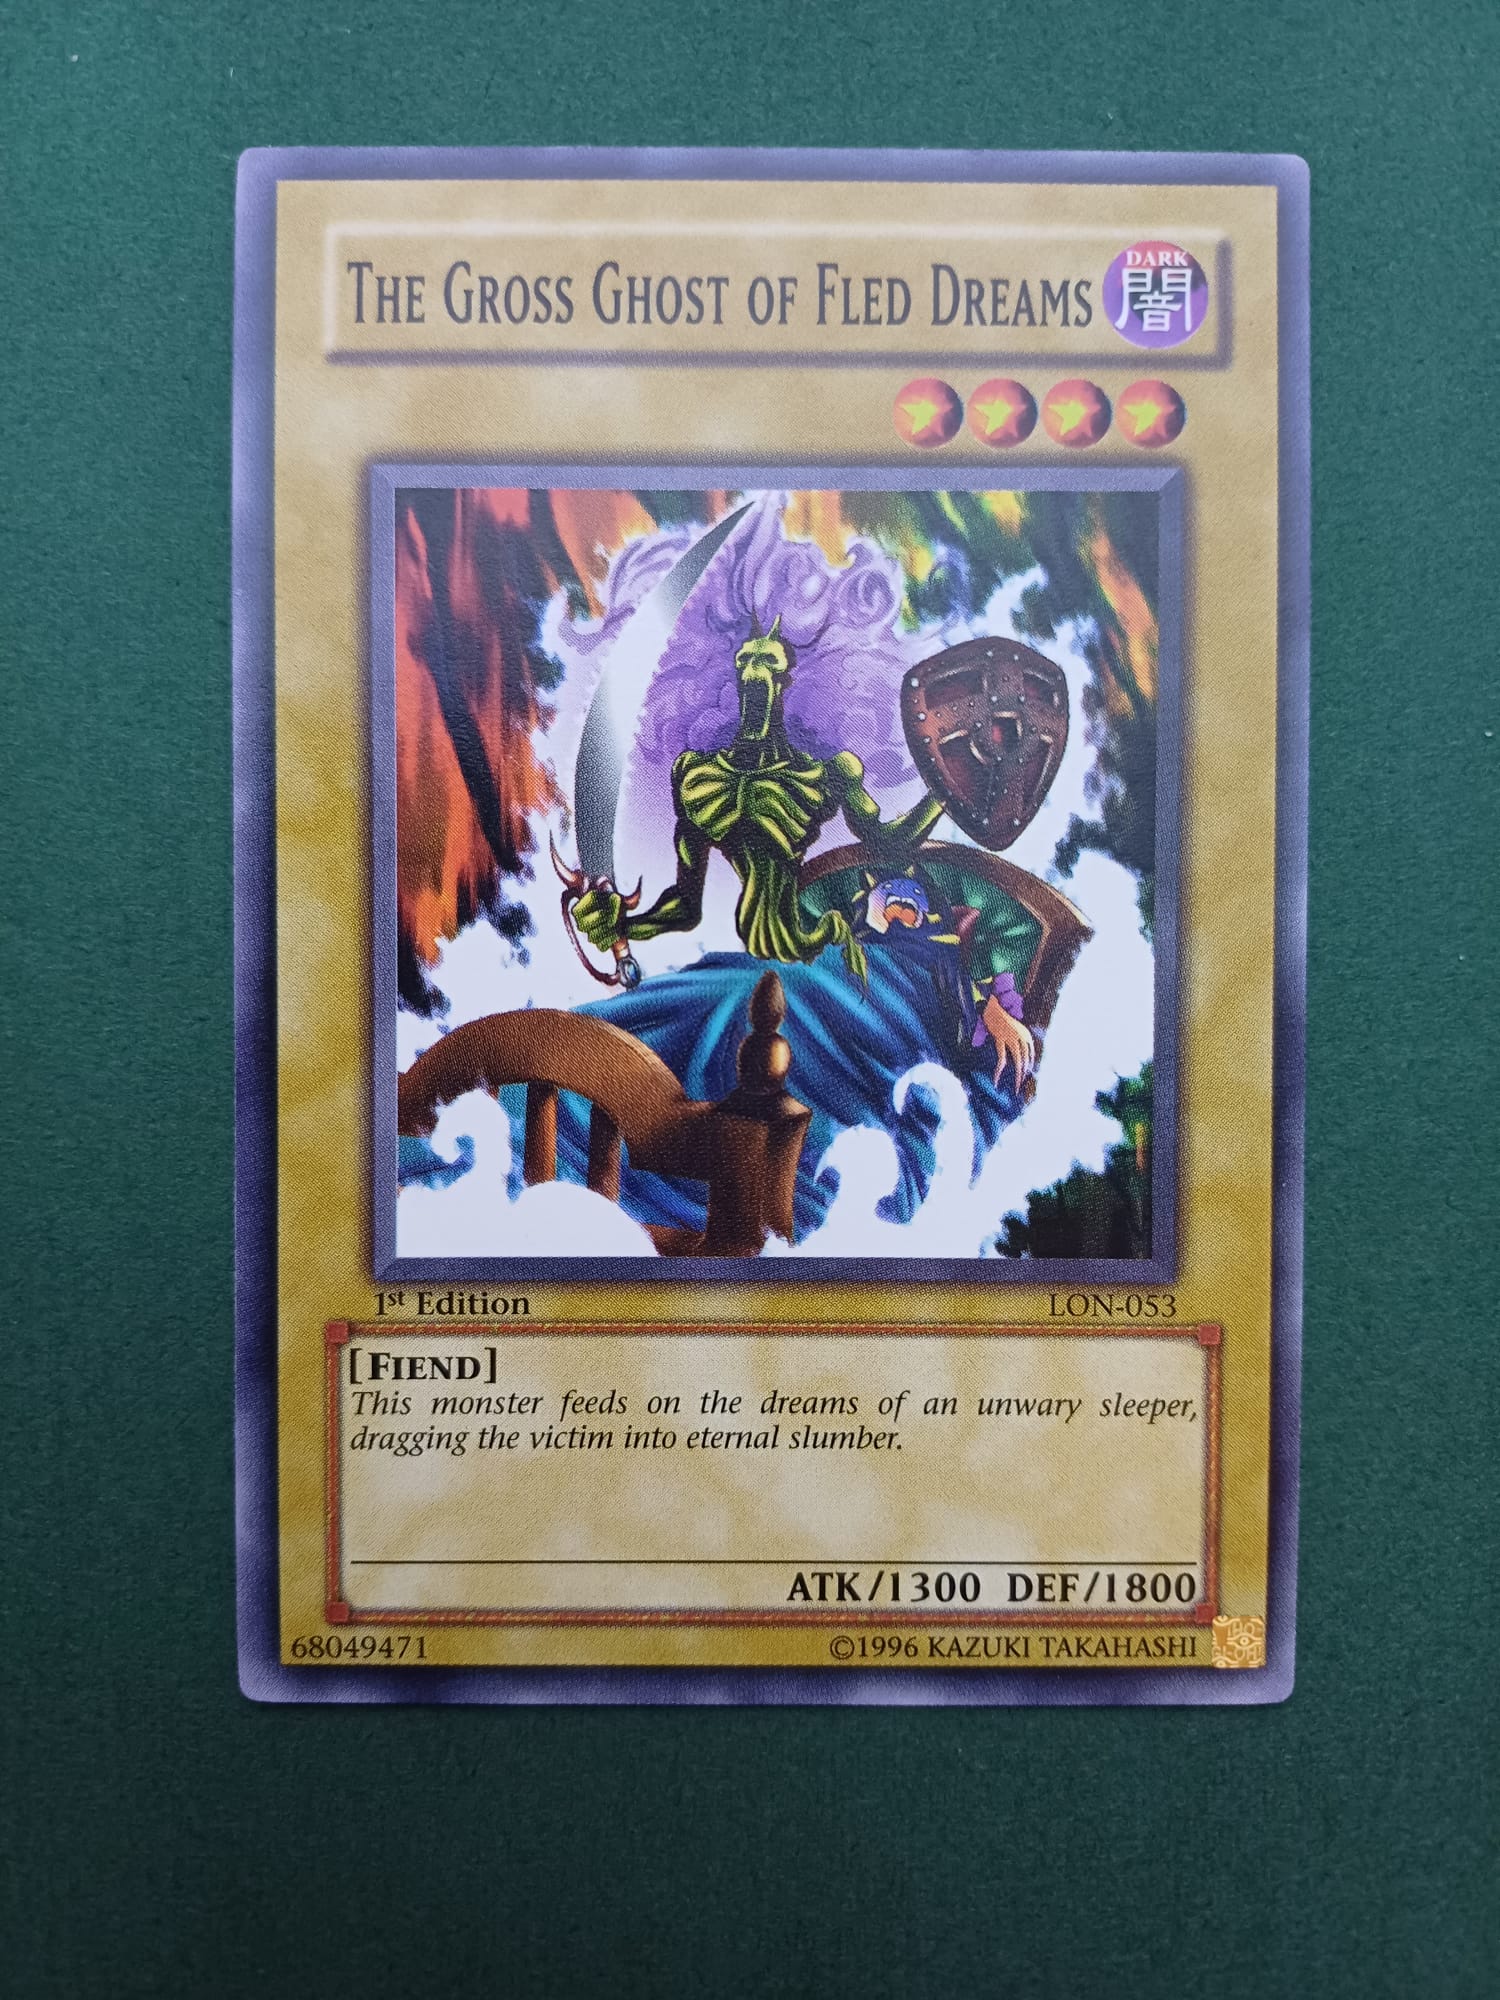 THE GROSS GHOST OF FLED DREAMS
DARK
闇
1st Edition
LON-053
[FIEND]
This monster feeds on the dreams of an unwary sleeper,
dragging the victim into eternal slumber.
ATK/1300 DEF/1800
68049471
©1996 KAZUKI TAKAHASHI